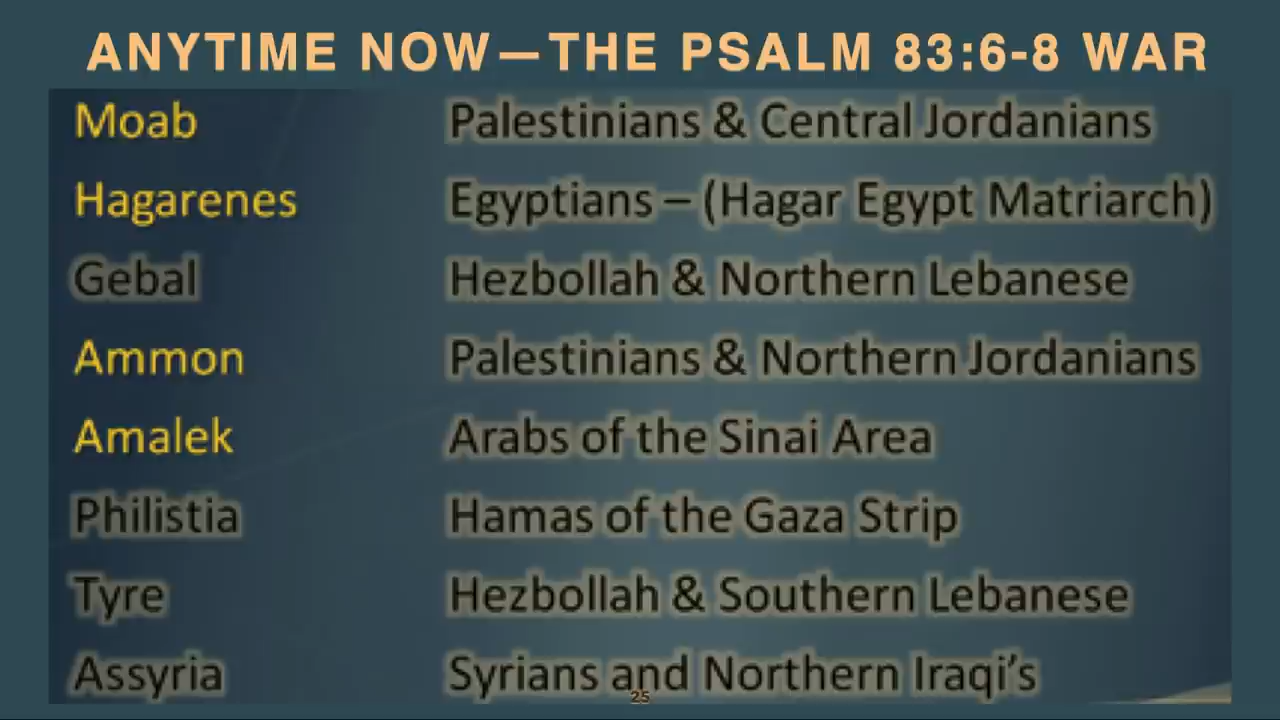 ANYTIME NOW—THE PSALM 83:6-8 WAR
Moab Palestinians & Central Jordanians
Hagarenes Egyptians – (Hagar Egypt Matriarch)
Gebal Hezbollah & Northern Lebanese
Ammon Palestinians & Northern Jordanians
Amalek Arabs of the Sinai Area
Philistia Hamas of the Gaza Strip
Tyre Hezbollah & Southern Lebanese
Assyria Syrians and Northern Iraqi's
25